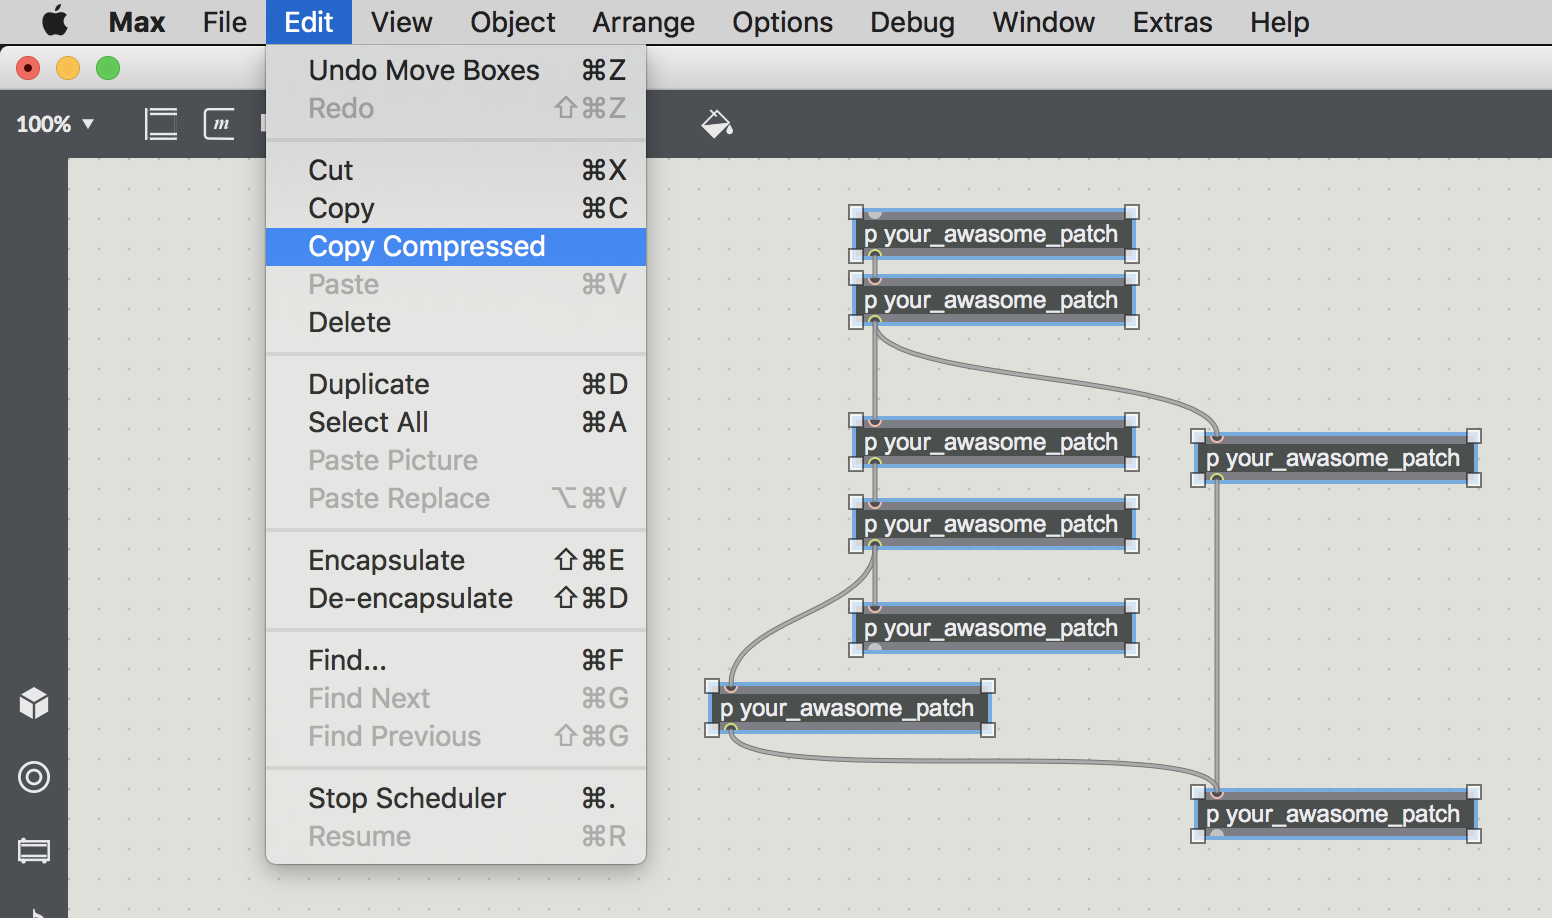 Max File Edit View Object Arrange Options Debug Window Extras Help
100%
m
Undo Move Boxes ⌘Z
Redo ⇧⌘Z
Cut ⌘X
Copy ⌘C
Copy Compressed
Paste ⌘V
Delete
Duplicate ⌘D
Select All ⌘A
Paste Picture
Paste Replace ⌥⌘V
Encapsulate ⇧⌘E
De-encapsulate ⇧⌘D
Find... ⌘F
Find Next ⌘G
Find Previous ⇧⌘G
Stop Scheduler ⌘.
Resume ⌘R
p your_awasome_patch
p your_awasome_patch
p your_awasome_patch
p your_awasome_patch
p your_awasome_patch
p your_awasome_patch
p your_awasome_patch
p your_awasome_patch